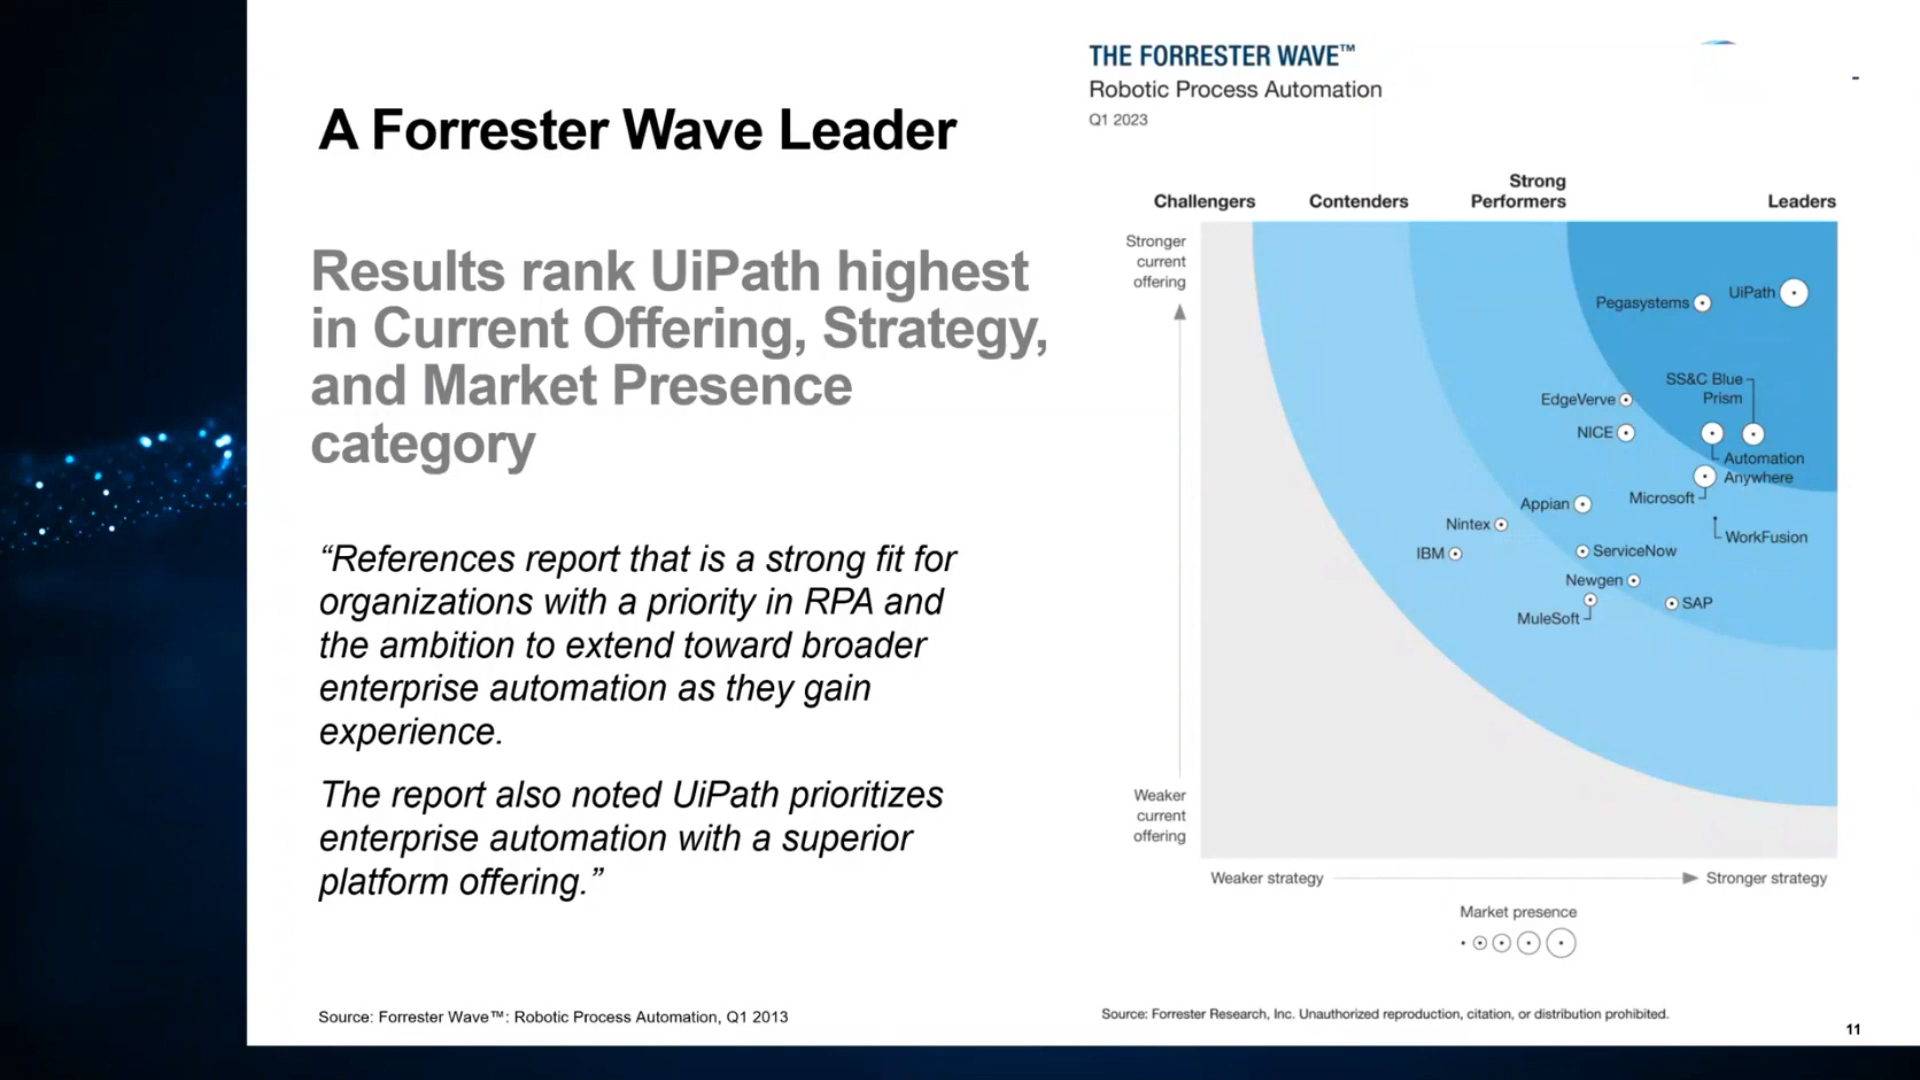 A Forrester Wave Leader
Results rank UiPath highest
in Current Offering, Strategy,
and Market Presence
category
“References report that is a strong fit for
organizations with a priority in RPA and
the ambition to extend toward broader
enterprise automation as they gain
experience.
The report also noted UiPath prioritizes
enterprise automation with a superior
platform offering.”
Source: Forrester Wave™: Robotic Process Automation, Q1 2013
THE FORRESTER WAVE™
Robotic Process Automation
Q1 2023
Challengers
Contenders
Strong
Performers
Leaders
Stronger
current
offering
UiPath
Pegasystems
SS&C Blue
Prism
EdgeVerve
NICE
Automation
Anywhere
Microsoft
Appian
Nintex
WorkFusion
IBM
ServiceNow
Newgen
SAP
MuleSoft
Weaker
current
offering
Weaker strategy
Stronger strategy
Market presence
Source: Forrester Research, Inc. Unauthorized reproduction, citation, or distribution prohibited.
11